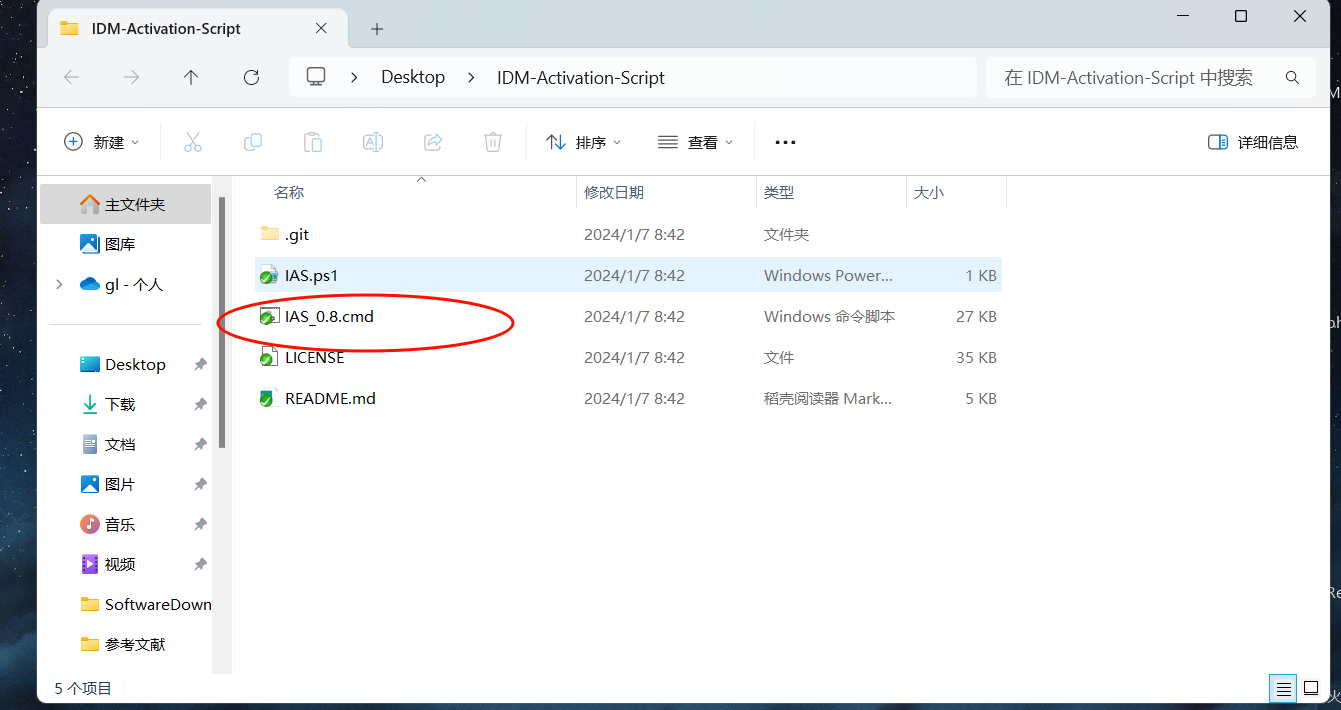 IDM-Activation-Script
Desktop
IDM-Activation-Script
在 IDM-Activation-Script 中搜索
新建
排序
查看
详细信息
主文件夹
图库
gl - 个人
Desktop
下载
文档
图片
音乐
视频
SoftwareDown
参考文献
名称 修改日期 类型 大小
.git 2024/1/7 8:42 文件夹
IAS.ps1 2024/1/7 8:42 Windows Power... 1 KB
IAS_0.8.cmd 2024/1/7 8:42 Windows 命令脚本 27 KB
LICENSE 2024/1/7 8:42 文件 35 KB
README.md 2024/1/7 8:42 稻壳阅读器 Mark... 5 KB
5 个项目